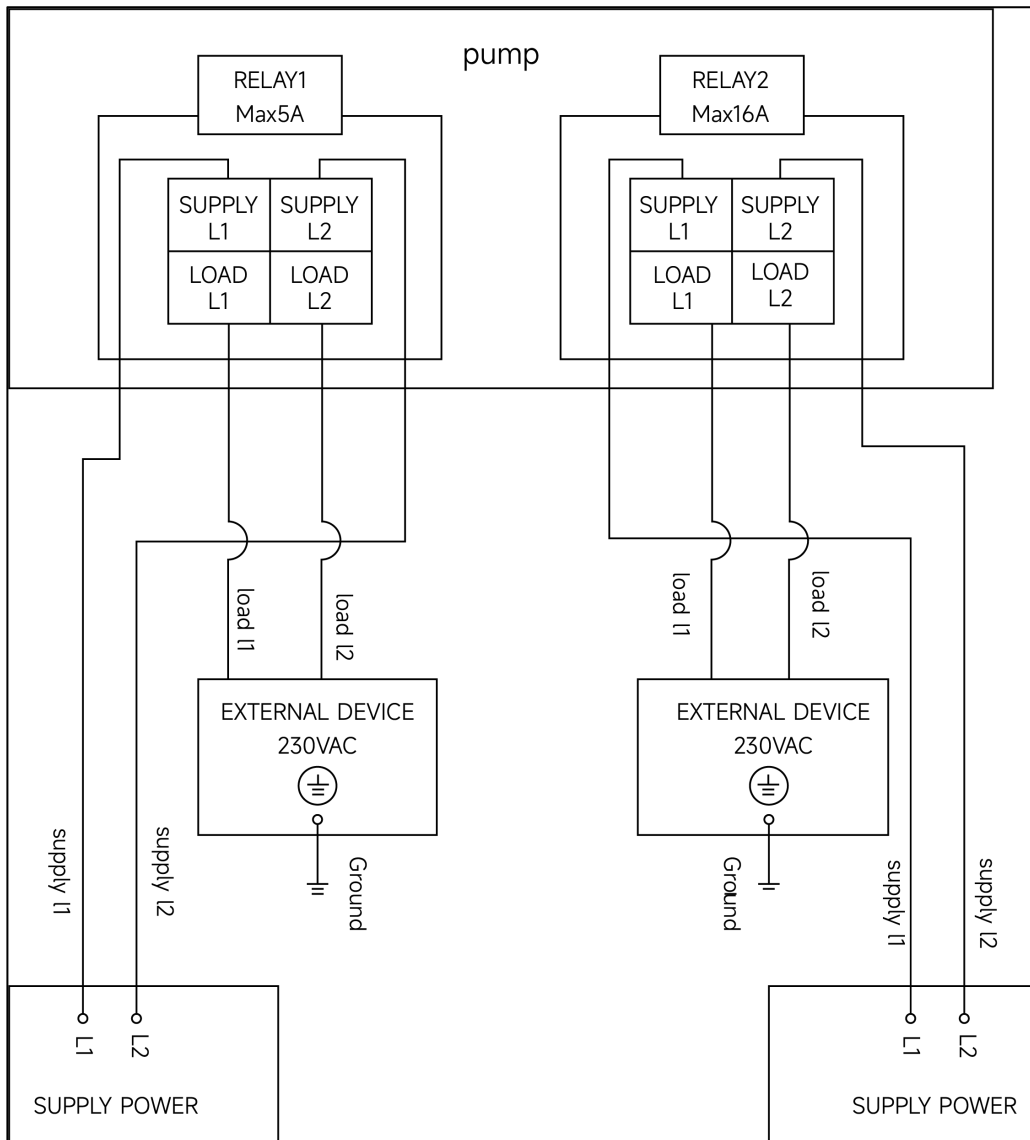 pump
RELAY1
Max5A
RELAY2
Max16A
SUPPLY
L1
SUPPLY
L2
LOAD
L1
LOAD
L2
SUPPLY
L1
SUPPLY
L2
LOAD
L1
LOAD
L2
load l1
load l2
load l1
load l2
EXTERNAL DEVICE
230VAC
EXTERNAL DEVICE
230VAC
supply l1
supply l2
Ground
Ground
supply l1
supply l2
L1
L2
L1
L2
SUPPLY POWER
SUPPLY POWER